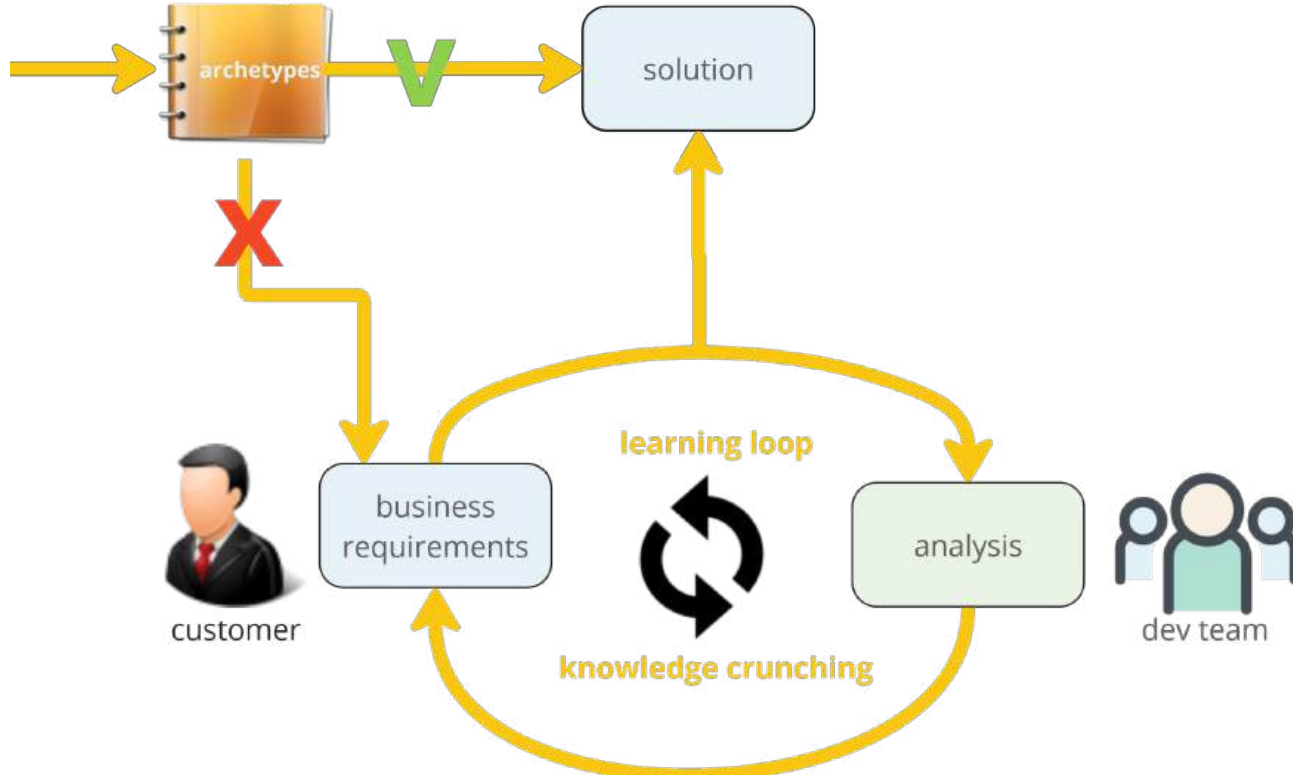 archetypes
V
solution
X
learning loop
business
requirements
analysis
customer
dev team
knowledge crunching